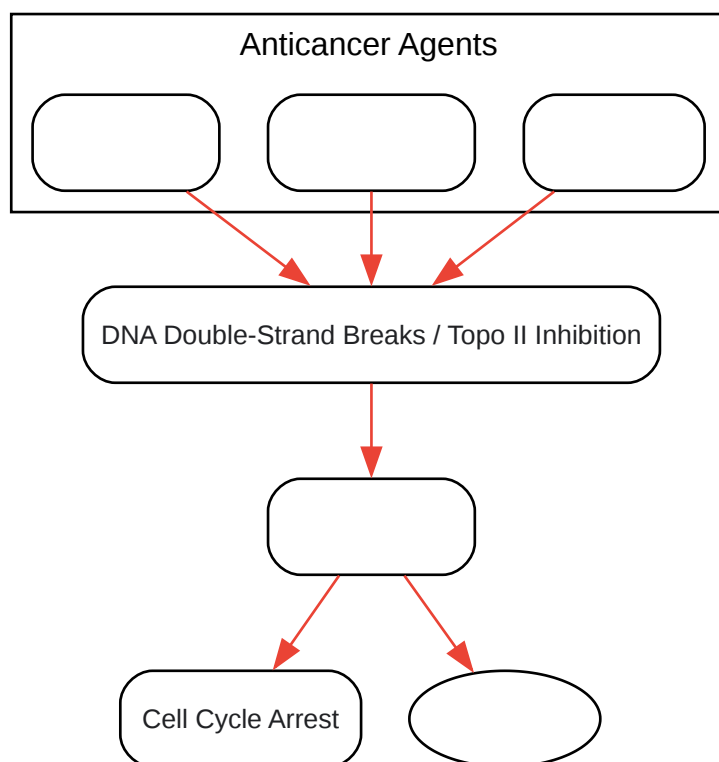 Anticancer Agents
DNA Double-Strand Breaks / Topo II Inhibition
Cell Cycle Arrest